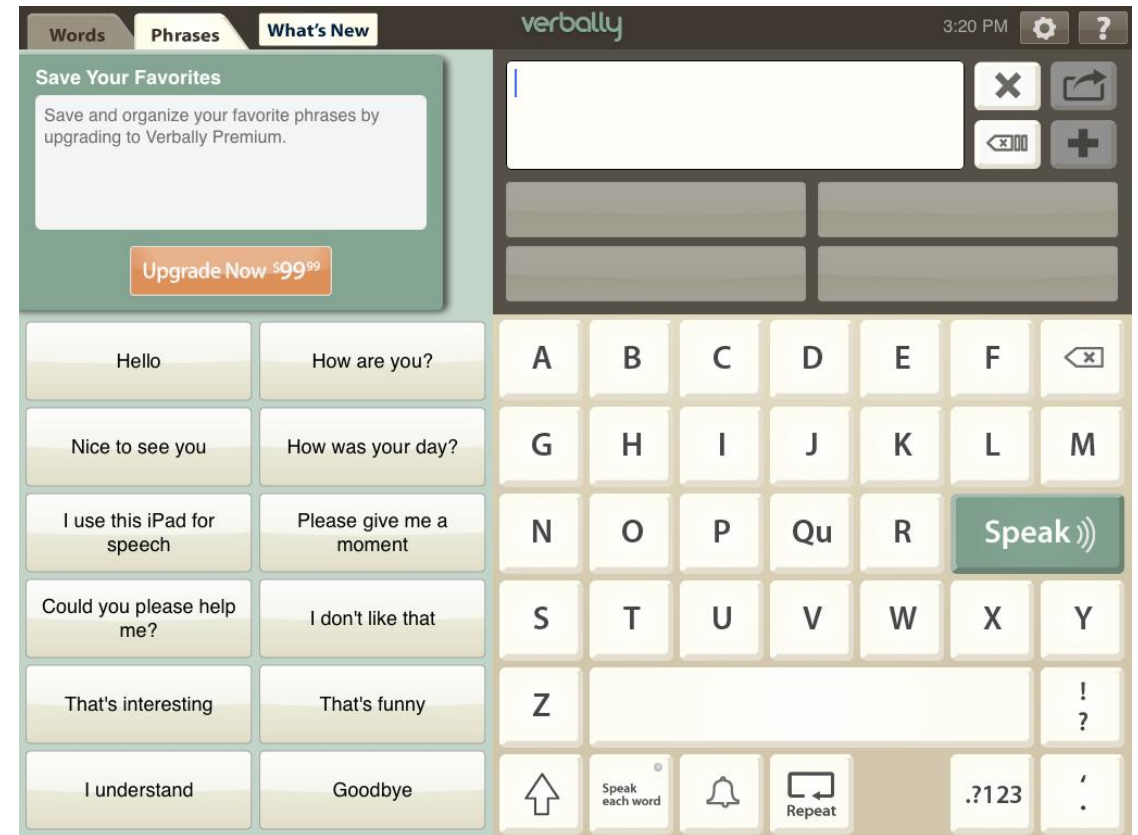 Words
Phrases
What's New
verbally
3:20 PM
?
Save Your Favorites
Save and organize your favorite phrases by
upgrading to Verbally Premium.
Upgrade Now $99⁹⁹
Hello
How are you?
Nice to see you
How was your day?
I use this iPad for
speech
Please give me a
moment
Could you please help
me?
I don't like that
That's interesting
That's funny
I understand
Goodbye
A B C D E F
G H I J K L M
N O P Qu R Speak
S T U V W X Y
Z ! ?
Speak
each word
Repeat
.?123
' .